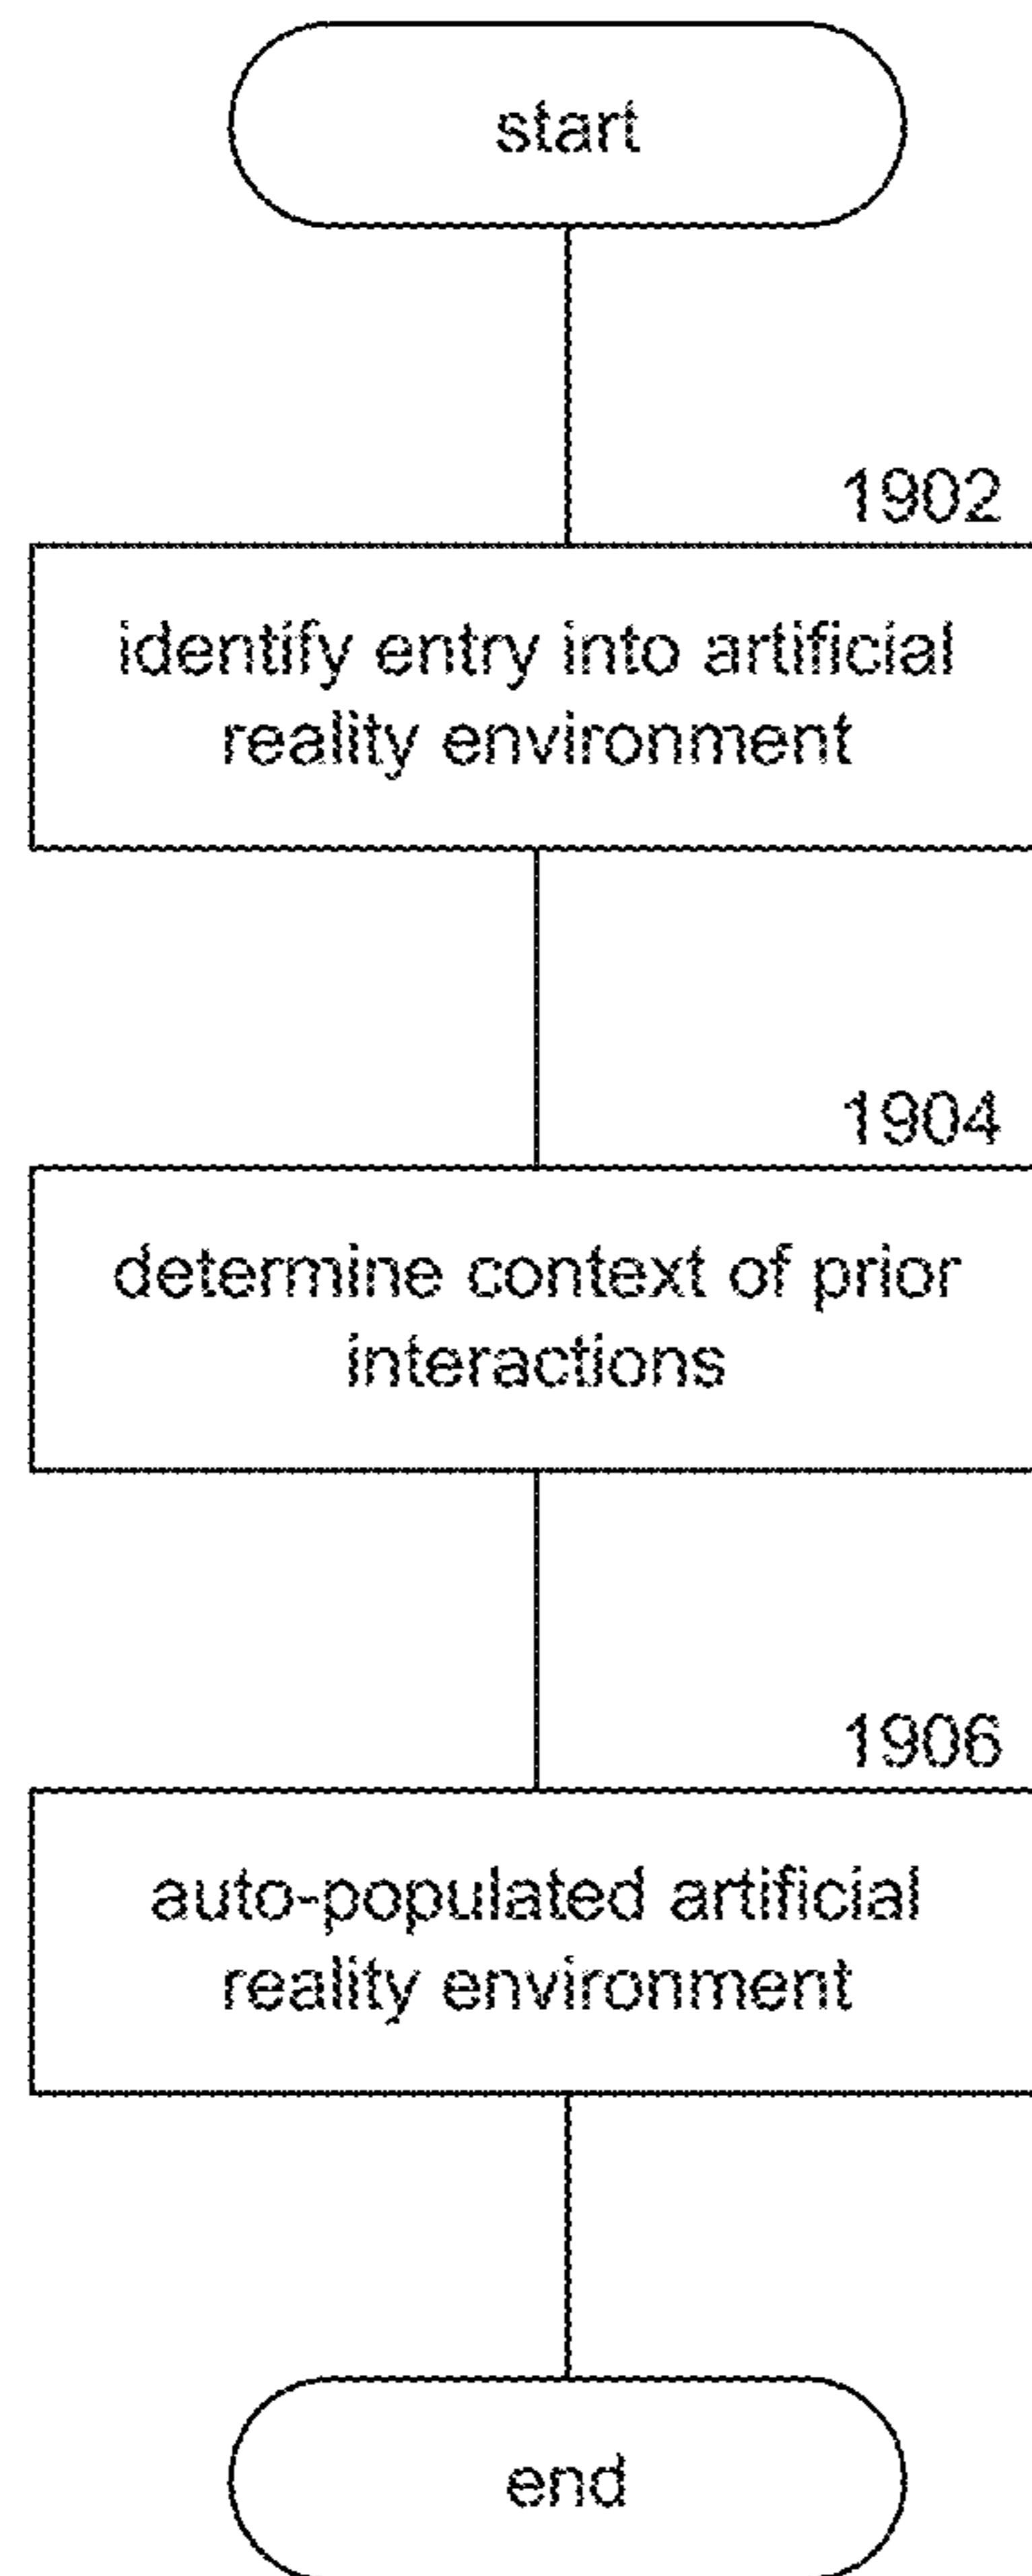 start
1902
identify entry into artificial
reality environment
1904
determine context of prior
interactions
1906
auto-populated artificial
reality environment
end